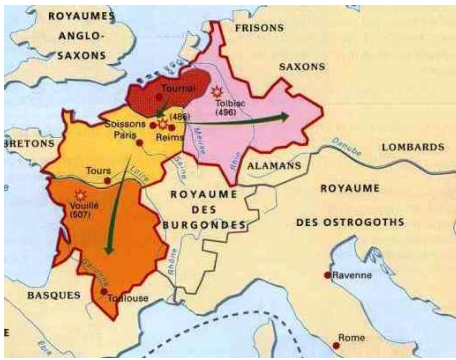 ROYAUMES
ANGLO-
SAXONS
FRISONS
SAXONS
Tournai
Tolbiac
(496)
Soissons
(486)
Paris
Reims
Meuse
Rhin
BRETONS
Seine
Danube
LOMBARDS
ALAMANS
Tours
Loire
ROYAUME
DES
BURGONDES
ROYAUME
DES OSTROGOTHS
Vouillé
(507)
Rhône
Garonne
Ravenne
BASQUES
Toulouse
Rome
Èbre